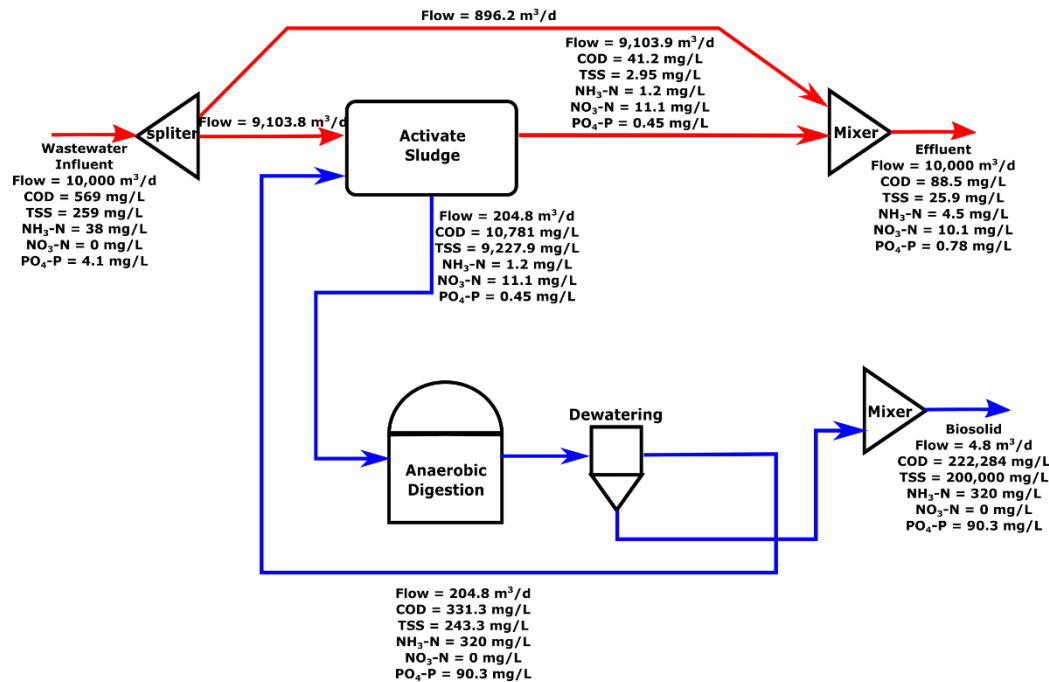 Flow = 896.2 m³/d
Flow = 9,103.9 m³/d
COD = 41.2 mg/L
TSS = 2.95 mg/L
NH₃-N = 1.2 mg/L
NO₃-N = 11.1 mg/L
PO₄-P = 0.45 mg/L
spliter
Flow = 9,103.8 m³/d
Activate
Sludge
Mixer
Wastewater
Influent
Flow = 10,000 m³/d
COD = 569 mg/L
TSS = 259 mg/L
NH₃-N = 38 mg/L
NO₃-N = 0 mg/L
PO₄-P = 4.1 mg/L
Effluent
Flow = 10,000 m³/d
COD = 88.5 mg/L
TSS = 25.9 mg/L
NH₃-N = 4.5 mg/L
NO₃-N = 10.1 mg/L
PO₄-P = 0.78 mg/L
Flow = 204.8 m³/d
COD = 10,781 mg/L
TSS = 9,227.9 mg/L
NH₃-N = 1.2 mg/L
NO₃-N = 11.1 mg/L
PO₄-P = 0.45 mg/L
Anaerobic
Digestion
Dewatering
Mixer
Biosolid
Flow = 4.8 m³/d
COD = 222,284 mg/L
TSS = 200,000 mg/L
NH₃-N = 320 mg/L
NO₃-N = 0 mg/L
PO₄-P = 90.3 mg/L
Flow = 204.8 m³/d
COD = 331.3 mg/L
TSS = 243.3 mg/L
NH₃-N = 320 mg/L
NO₃-N = 0 mg/L
PO₄-P = 90.3 mg/L